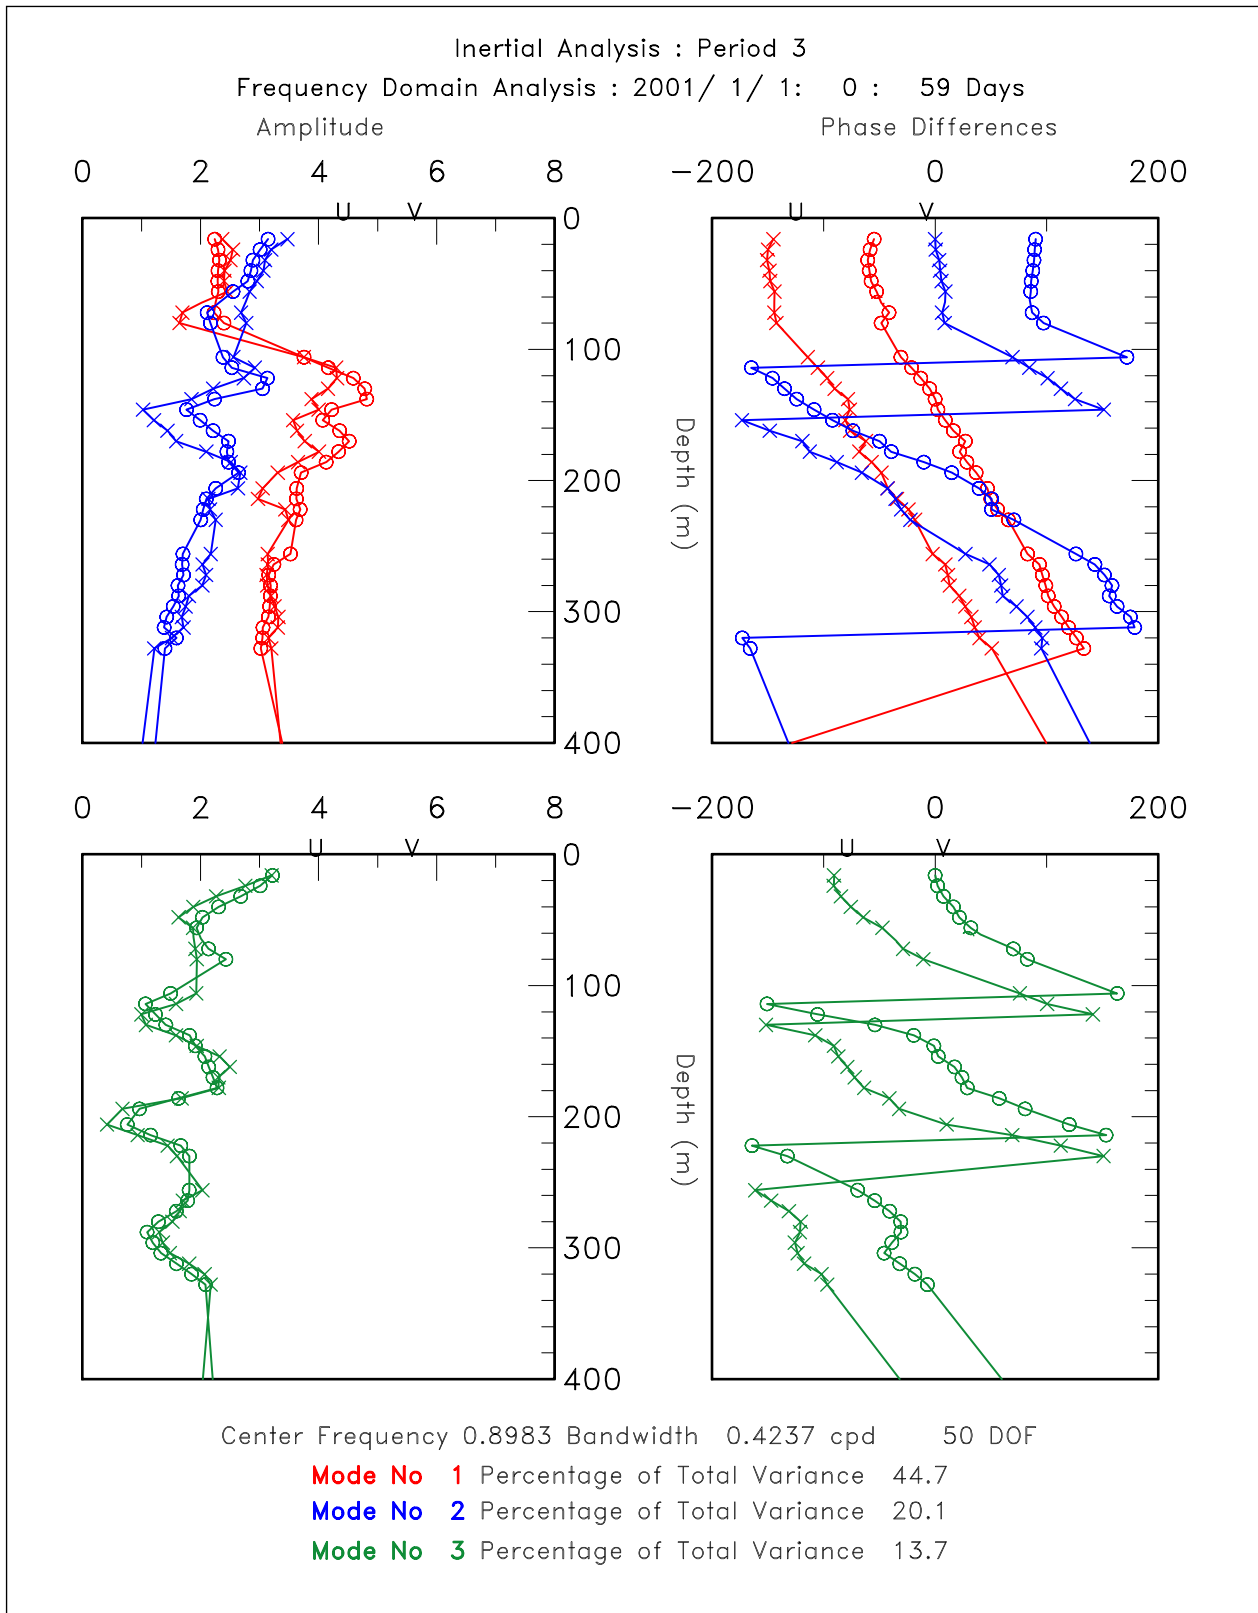 Inertial Analysis : Period 3
Frequency Domain Analysis : 2001/ 1/ 1: 0 : 59 Days
Amplitude Phase Differences
0 2 4 6 8 -200 0 200
U V U V
0
100
200
300
400
Depth (m)
0 2 4 6 8 -200 0 200
U V U V
0
100
200
300
400
Depth (m)
Center Frequency 0.8983 Bandwidth 0.4237 cpd 50 DOF
Mode No 1 Percentage of Total Variance 44.7
Mode No 2 Percentage of Total Variance 20.1
Mode No 3 Percentage of Total Variance 13.7